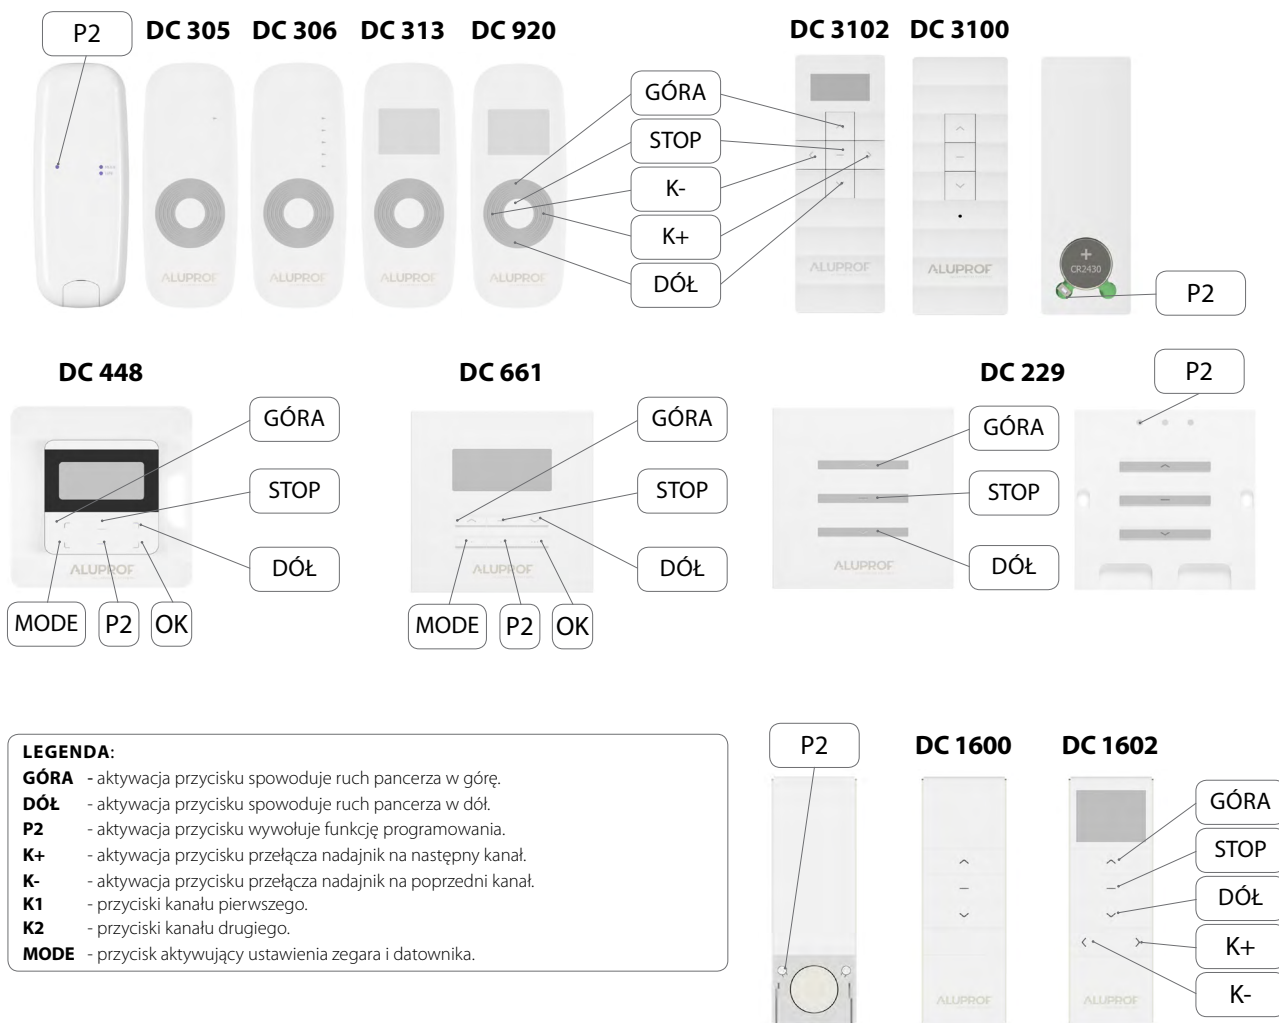 P2
DC 305 DC 306 DC 313 DC 920
DC 3102 DC 3100
GÓRA
STOP
K-
K+
DÓŁ
ALUPROF
ALUPROF
ALUPROF
ALUPROF
ALUPROF
ALUPROF
+
CR2430
P2
DC 448
GÓRA
STOP
DÓŁ
ALUPROF
MODE P2 OK
DC 661
GÓRA
STOP
DÓŁ
ALUPROF
MODE P2 OK
DC 229
P2
GÓRA
STOP
DÓŁ
ALUPROF
LEGENDA:
GÓRA - aktywacja przycisku spowoduje ruch pancerza w górę.
DÓŁ - aktywacja przycisku spowoduje ruch pancerza w dół.
P2 - aktywacja przycisku wywołuje funkcję programowania.
K+ - aktywacja przycisku przełącza nadajnik na następny kanał.
K- - aktywacja przycisku przełącza nadajnik na poprzedni kanał.
K1 - przyciski kanału pierwszego.
K2 - przyciski kanału drugiego.
MODE - przycisk aktywujący ustawienia zegara i datownika.
P2
DC 1600
DC 1602
GÓRA
STOP
DÓŁ
K+
K-
ALUPROF
ALUPROF